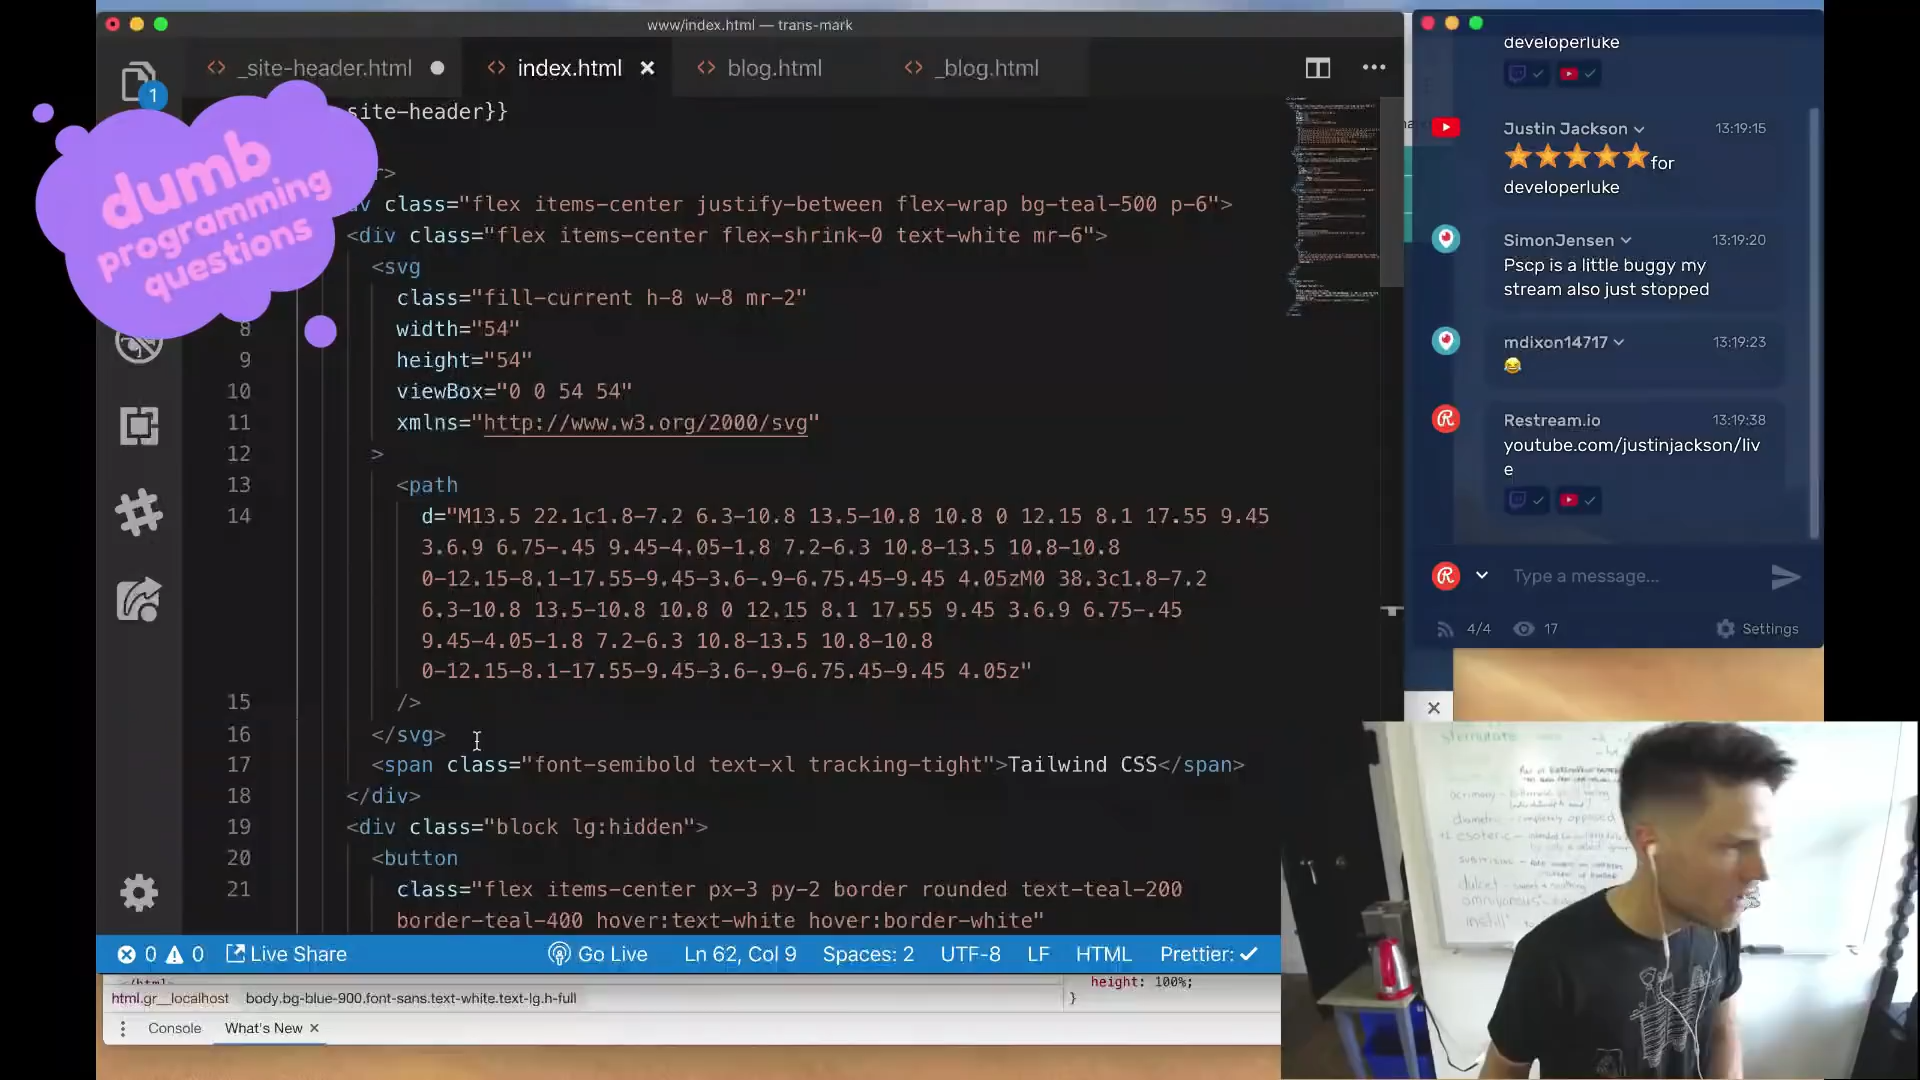 www/index.html — trans-mark
_site-header.html
index.html
blog.html
_blog.html
1
dumb
programming
questions
site-header}}
r>
v class="flex items-center justify-between flex-wrap bg-teal-500 p-6">
<div class="flex items-center flex-shrink-0 text-white mr-6">
<svg
class="fill-current h-8 w-8 mr-2"
8 width="54"
9 height="54"
10 viewBox="0 0 54 54"
11 xmlns="http://www.w3.org/2000/svg"
12 >
13 <path
14 d="M13.5 22.1c1.8-7.2 6.3-10.8 13.5-10.8 10.8 0 12.15 8.1 17.55 9.45
3.6.9 6.75-.45 9.45-4.05-1.8 7.2-6.3 10.8-13.5 10.8-10.8
0-12.15-8.1-17.55-9.45-3.6-.9-6.75.45-9.45 4.05zM0 38.3c1.8-7.2
6.3-10.8 13.5-10.8 10.8 0 12.15 8.1 17.55 9.45 3.6.9 6.75-.45
9.45-4.05-1.8 7.2-6.3 10.8-13.5 10.8-10.8
0-12.15-8.1-17.55-9.45-3.6-.9-6.75.45-9.45 4.05z"
15 />
16 </svg>
17 <span class="font-semibold text-xl tracking-tight">Tailwind CSS</span>
18 </div>
19 <div class="block lg:hidden">
20 <button
21 class="flex items-center px-3 py-2 border rounded text-teal-200
border-teal-400 hover:text-white hover:border-white"
0 0 Live Share Go Live Ln 62, Col 9 Spaces: 2 UTF-8 LF HTML Prettier: ✓
</html>
height: 100%;
}
html.gr__localhost body.bg-blue-900.font-sans.text-white.text-lg.h-full
Console What's New ×
developerluke
Justin Jackson 13:19:15
⭐⭐⭐⭐⭐for
developerluke
SimonJensen 13:19:20
Pscp is a little buggy my
stream also just stopped
mdixon14717 13:19:23
😂
Restream.io 13:19:38
youtube.com/justinjackson/liv
e
Type a message...
4/4 17 Settings